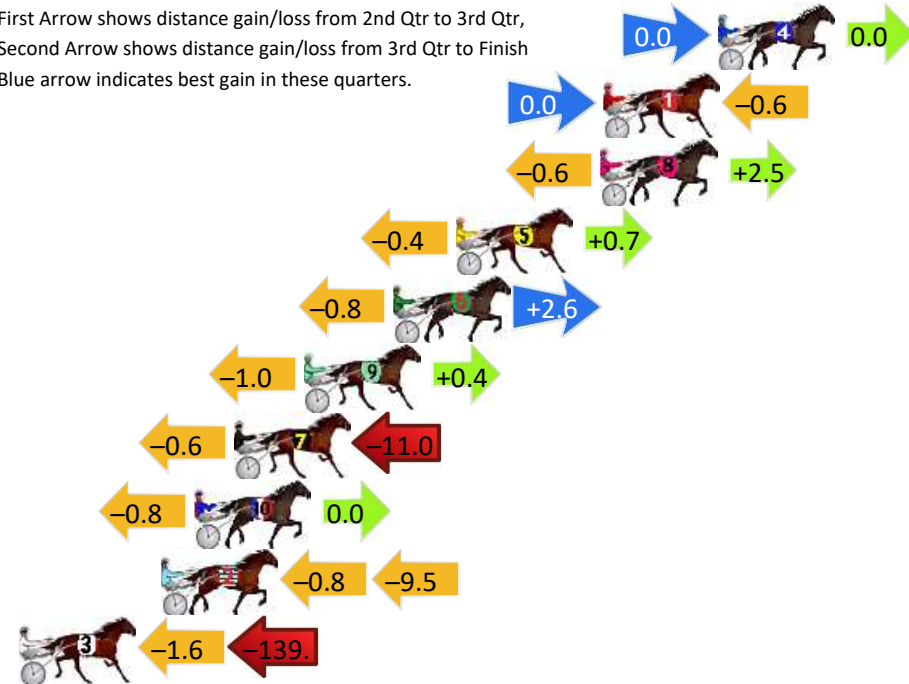 First Arrow shows distance gain/loss from 2nd Qtr to 3rd Qtr,
Second Arrow shows distance gain/loss from 3rd Qtr to Finish
Blue arrow indicates best gain in these quarters.
0.0 4 0.0
0.0 1 –0.6
–0.6 8 +2.5
–0.4 5 +0.7
–0.8 6 +2.6
–1.0 9 +0.4
–0.6 7 –11.0
–0.8 10 0.0
2 –0.8 –9.5
3 –1.6 –139.